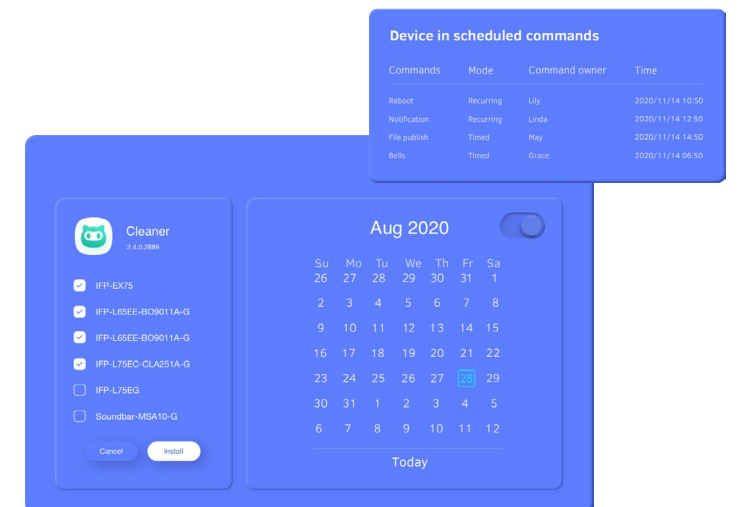 Device in scheduled commands
Commands Mode Command owner Time
Reboot Recurring Lily 2020/11/14 10:50
Notification Recurring Linda 2020/11/14 12:50
File publish Timed May 2020/11/14 14:50
Bells Timed Grace 2020/11/14 06:50
Cleaner
2.4.0.2889
IFP-EX75
IFP-L65EE-BO9011A-G
IFP-L65EE-BO9011A-G
IFP-L75EC-CLA251A-G
IFP-L75EG
Soundbar-MSA10-G
Cancel Install
Aug 2020
Su Mo Tu We Th Fr Sa
26 27 28 29 30 31 1
2 3 4 5 6 7 8
9 10 11 12 13 14 15
16 17 18 19 20 21 22
23 24 25 26 27 28 29
30 31 1 2 3 4 5
6 7 8 9 10 11 12
Today